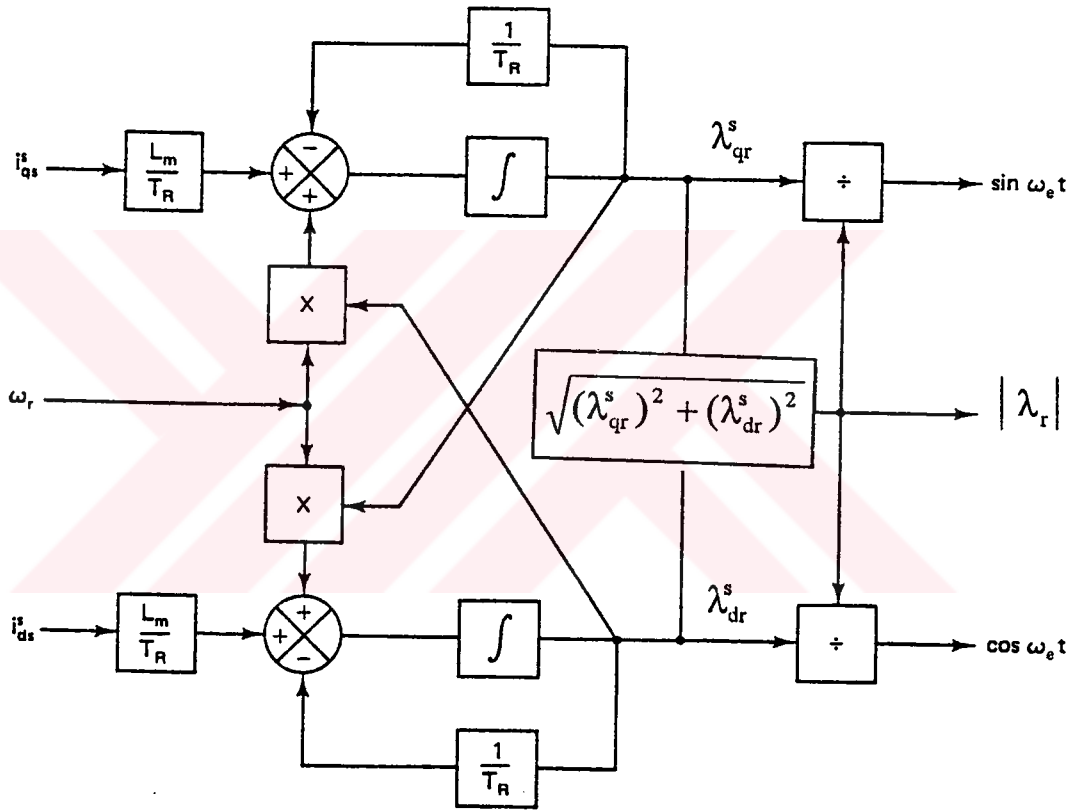 1
T_R
λ^s_qr
i^s_qs
L_m
T_R
−
+
+
∫
÷
sin ω_e t
X
ω_r
√(λ^s_qr)^2 + (λ^s_dr)^2
|λ_r|
X
λ^s_dr
i^s_ds
L_m
T_R
+
+
−
∫
÷
cos ω_e t
1
T_R